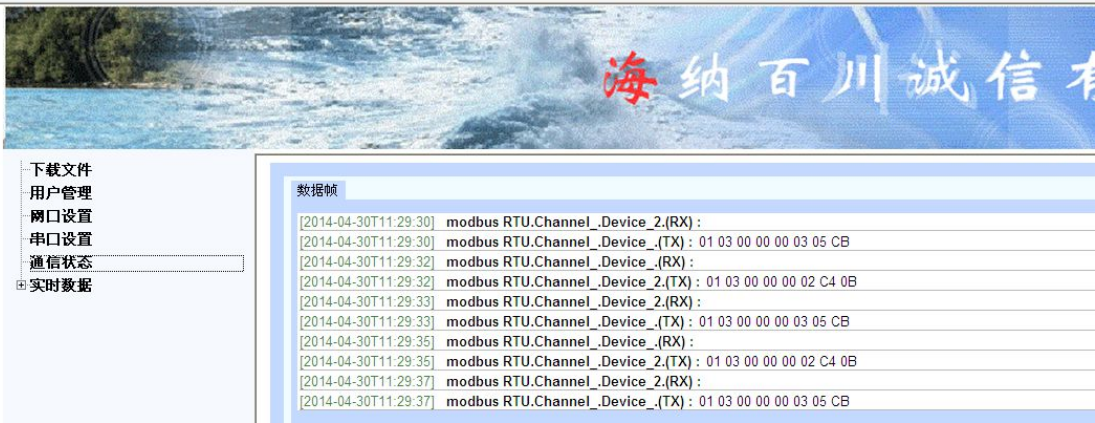 海纳百川诚信有
下载文件
用户管理
网口设置
串口设置
通信状态
实时数据
数据帧
[2014-04-30T11:29:30] modbus RTU.Channel_.Device_2.(RX) :
[2014-04-30T11:29:30] modbus RTU.Channel_.Device_.(TX) : 01 03 00 00 00 03 05 CB
[2014-04-30T11:29:32] modbus RTU.Channel_.Device_.(RX) :
[2014-04-30T11:29:32] modbus RTU.Channel_.Device_2.(TX) : 01 03 00 00 00 02 C4 0B
[2014-04-30T11:29:33] modbus RTU.Channel_.Device_2.(RX) :
[2014-04-30T11:29:33] modbus RTU.Channel_.Device_.(TX) : 01 03 00 00 00 03 05 CB
[2014-04-30T11:29:35] modbus RTU.Channel_.Device_.(RX) :
[2014-04-30T11:29:35] modbus RTU.Channel_.Device_2.(TX) : 01 03 00 00 00 02 C4 0B
[2014-04-30T11:29:37] modbus RTU.Channel_.Device_2.(RX) :
[2014-04-30T11:29:37] modbus RTU.Channel_.Device_.(TX) : 01 03 00 00 00 03 05 CB